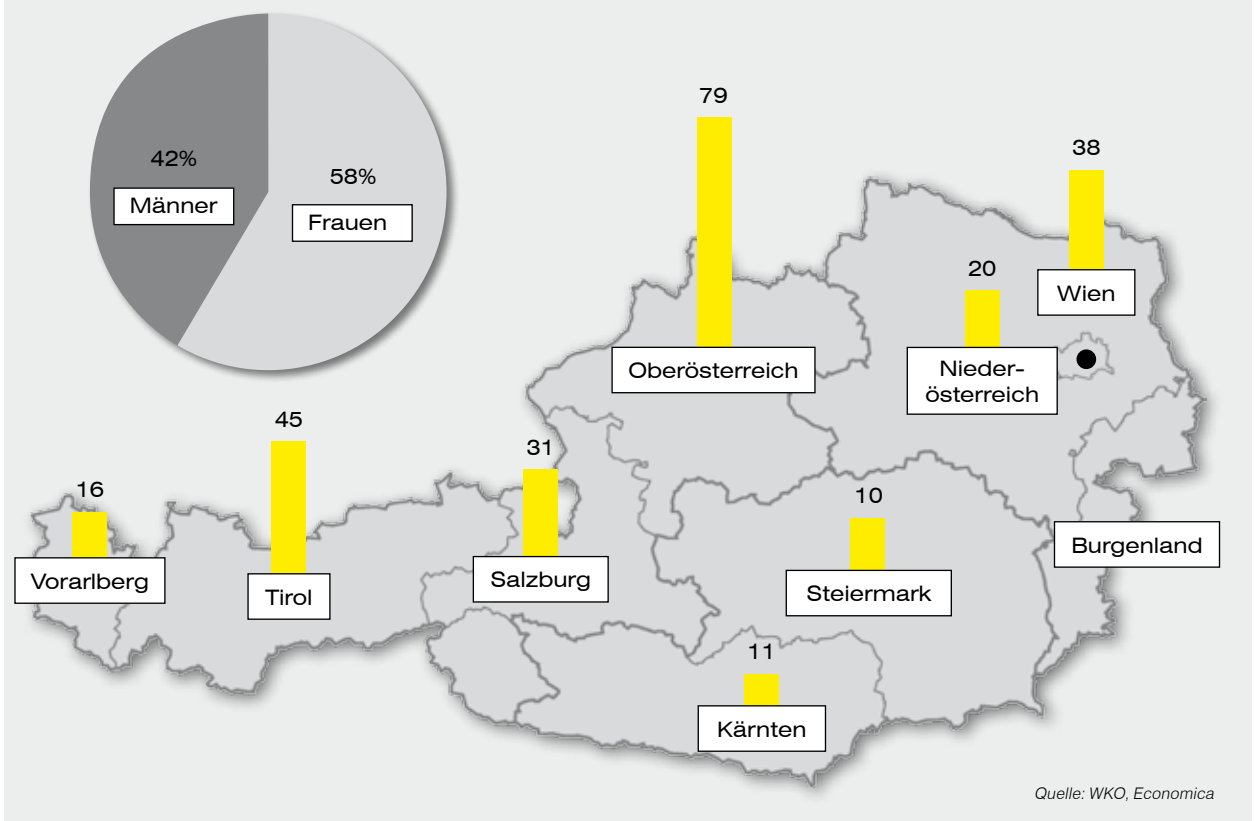 42%
Männer
58%
Frauen
79
Oberösterreich
38
Wien
20
Nieder-
österreich
45
Tirol
31
Salzburg
16
Vorarlberg
10
Steiermark
Burgenland
11
Kärnten
Quelle: WKO, Economica